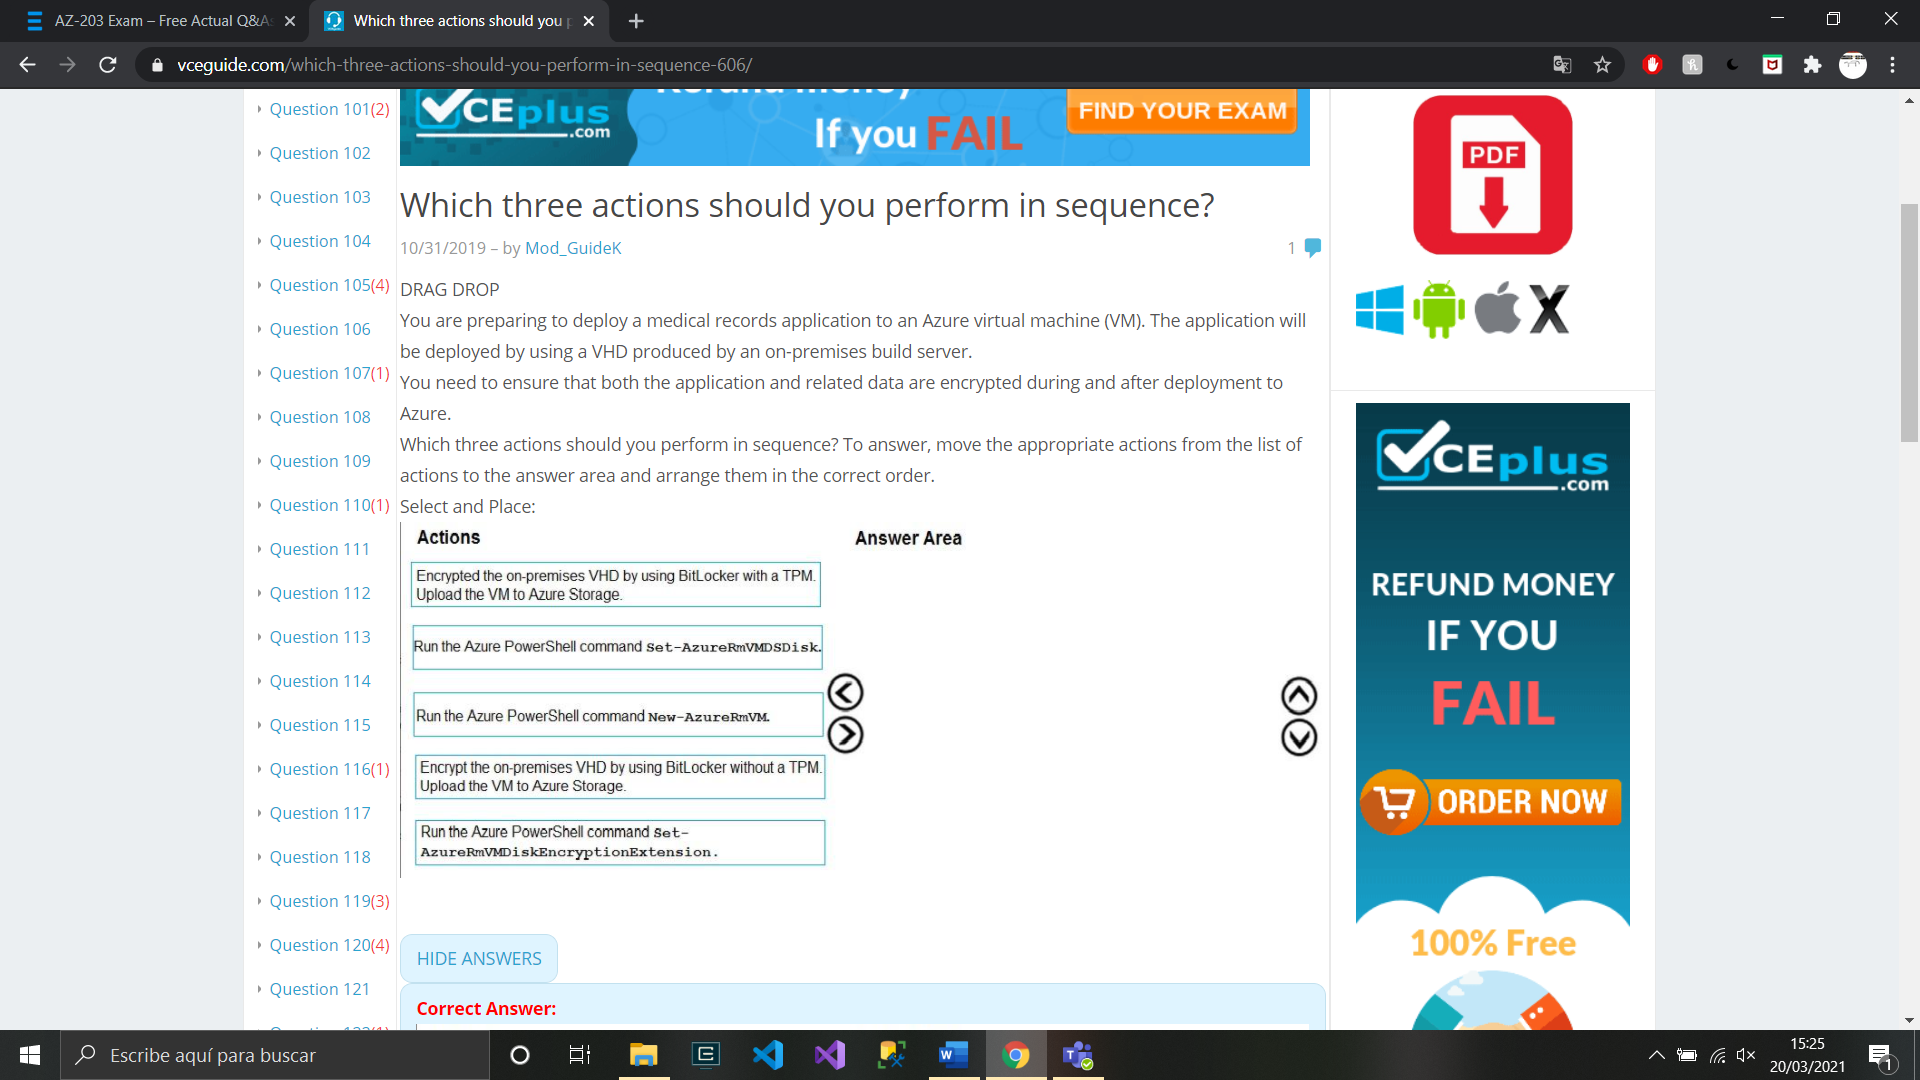 AZ-203 Exam – Free Actual Q&As
Which three actions should you p
vceguide.com/which-three-actions-should-you-perform-in-sequence-606/
Question 101(2)
Question 102
Question 103
Question 104
Question 105(4)
Question 106
Question 107(1)
Question 108
Question 109
Question 110(1)
Question 111
Question 112
Question 113
Question 114
Question 115
Question 116(1)
Question 117
Question 118
Question 119(3)
Question 120(4)
Question 121
CEplus
.com
Refund Money
If you FAIL
FIND YOUR EXAM
Which three actions should you perform in sequence?
10/31/2019 – by Mod_GuideK
1
DRAG DROP
You are preparing to deploy a medical records application to an Azure virtual machine (VM). The application will
be deployed by using a VHD produced by an on-premises build server.
You need to ensure that both the application and related data are encrypted during and after deployment to
Azure.
Which three actions should you perform in sequence? To answer, move the appropriate actions from the list of
actions to the answer area and arrange them in the correct order.
Select and Place:
Actions
Answer Area
Encrypted the on-premises VHD by using BitLocker with a TPM.
Upload the VM to Azure Storage.
Run the Azure PowerShell command Set-AzureRmVMDSDisk.
Run the Azure PowerShell command New-AzureRmVM.
Encrypt the on-premises VHD by using BitLocker without a TPM.
Upload the VM to Azure Storage.
Run the Azure PowerShell command Set-
AzureRmVMDiskEncryptionExtension.
HIDE ANSWERS
Correct Answer:
PDF
X
CEplus
.com
REFUND MONEY
IF YOU
FAIL
ORDER NOW
100% Free
Escribe aquí para buscar
15:25
20/03/2021
1